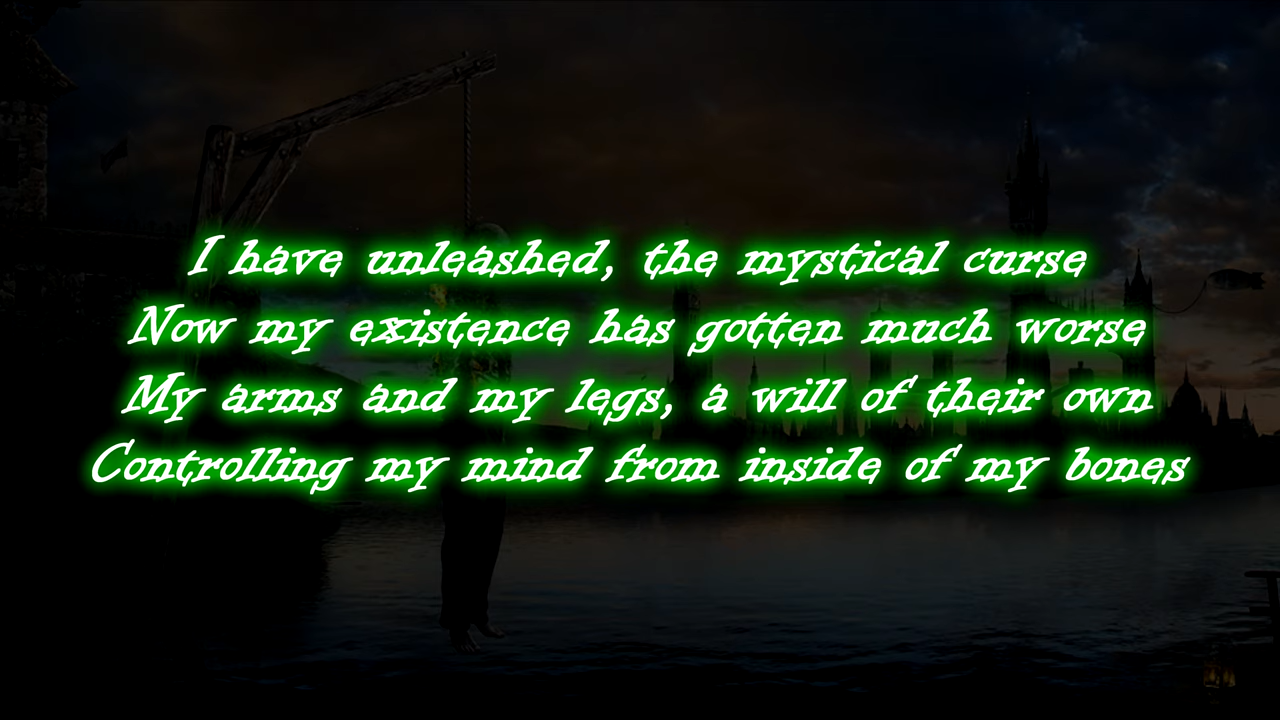 I have unleashed, the mystical curse
Now my existence has gotten much worse
My arms and my legs, a will of their own
Controlling my mind from inside of my bones